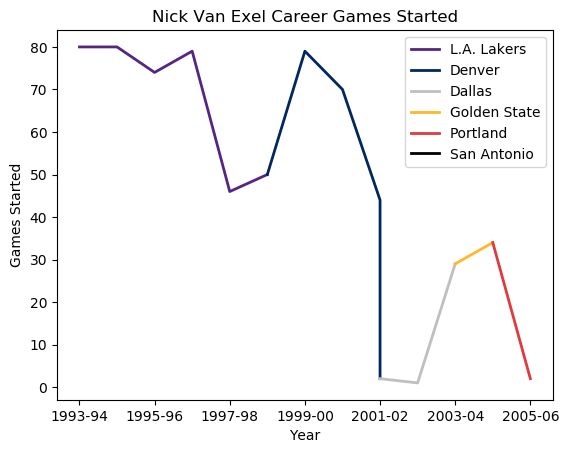 Nick Van Exel Career Games Started
L.A. Lakers
Denver
Dallas
Golden State
Portland
San Antonio
80
70
60
50
40
30
20
10
0
Games Started
1993-94 1995-96 1997-98 1999-00 2001-02 2003-04 2005-06
Year